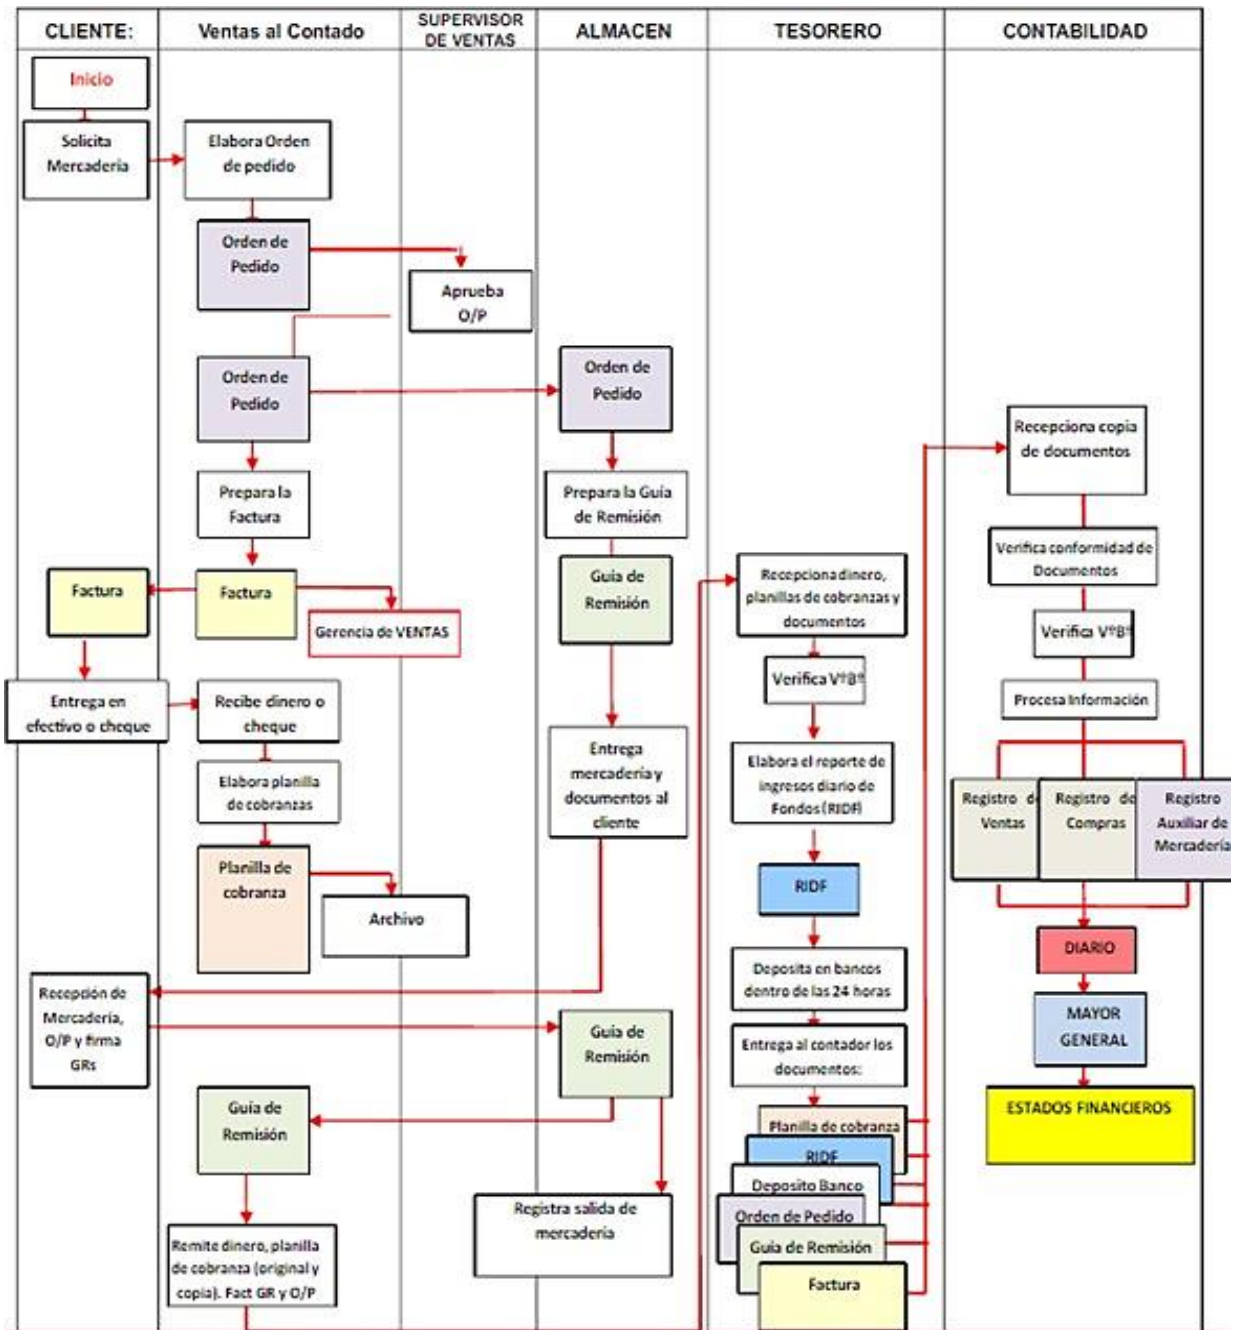 CLIENTE:
Ventas al Contado
SUPERVISOR
DE VENTAS
ALMACEN
TESORERO
CONTABILIDAD
Inicio
Solicita
Mercadería
Elabora Orden
de pedido
Orden de
Pedido
Aprueba
O/P
Orden de
Pedido
Orden de
Pedido
Recepciona copia
de documentos
Prepara la
Factura
Prepara la Guía
de Remisión
Verifica conformidad de
Documentos
Factura
Factura
Gerencia de VENTAS
Guía de
Remisión
Recepciona dinero,
planillas de cobranzas y
documentos
Verifica VºBº
Verifica VºBº
Entrega en
efectivo o cheque
Recibe dinero o
cheque
Procesa Información
Entrega
mercadería y
documentos al
cliente
Elabora el reporte de
ingresos diario de
Fondos (RIDF)
Elabora planilla
de cobranzas
Registro de
Ventas
Registro de
Compras
Registro
Auxiliar de
Mercadería
Planilla de
cobranza
Archivo
RIDF
DIARIO
Deposita en bancos
dentro de las 24 horas
Recepción de
Mercadería,
O/P y firma
GRs
Guía de
Remisión
Entrega al contador los
documentos:
MAYOR
GENERAL
Guía de
Remisión
ESTADOS FINANCIEROS
Planilla de cobranza
RIDF
Deposito Banco
Orden de Pedido
Guía de Remisión
Factura
Registra salida de
mercadería
Remite dinero, planilla
de cobranza (original y
copia). Fact GR y O/P